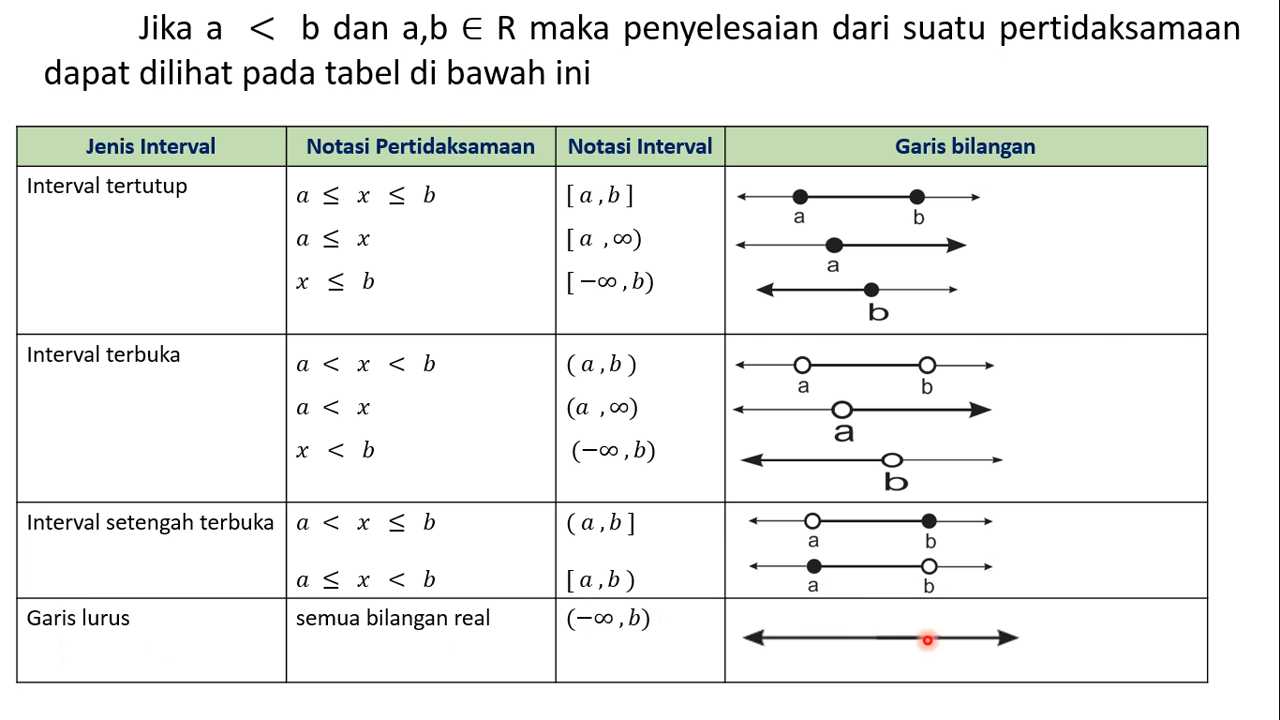 Jika a < b dan a,b ∈ R maka penyelesaian dari suatu pertidaksamaan
dapat dilihat pada tabel di bawah ini
Jenis Interval Notasi Pertidaksamaan Notasi Interval Garis bilangan
Interval tertutup
a ≤ x ≤ b [ a , b ]
a b
a ≤ x [ a , ∞)
a
x ≤ b [ −∞ , b)
b
Interval terbuka
a < x < b ( a , b )
a b
a < x (a , ∞)
a
x < b (−∞ , b)
b
Interval setengah terbuka a < x ≤ b ( a , b ]
a b
a ≤ x < b [ a , b )
a b
Garis lurus semua bilangan real (−∞ , b)